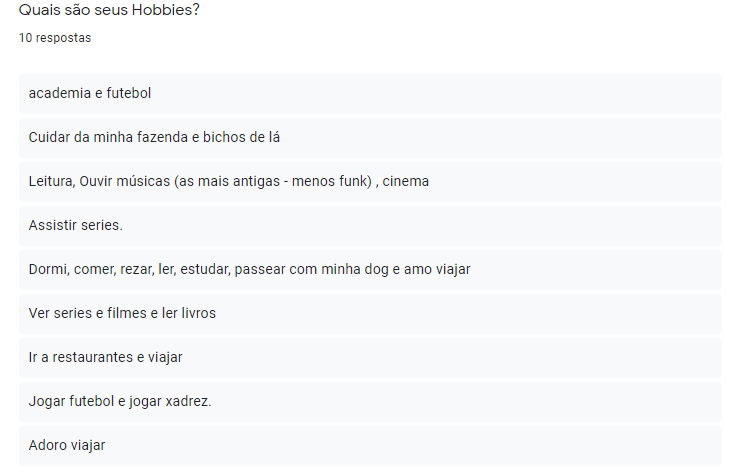 Quais são seus Hobbies?
10 respostas
academia e futebol
Cuidar da minha fazenda e bichos de lá
Leitura, Ouvir músicas (as mais antigas - menos funk) , cinema
Assistir series.
Dormi, comer, rezar, ler, estudar, passear com minha dog e amo viajar
Ver series e filmes e ler livros
Ir a restaurantes e viajar
Jogar futebol e jogar xadrez.
Adoro viajar